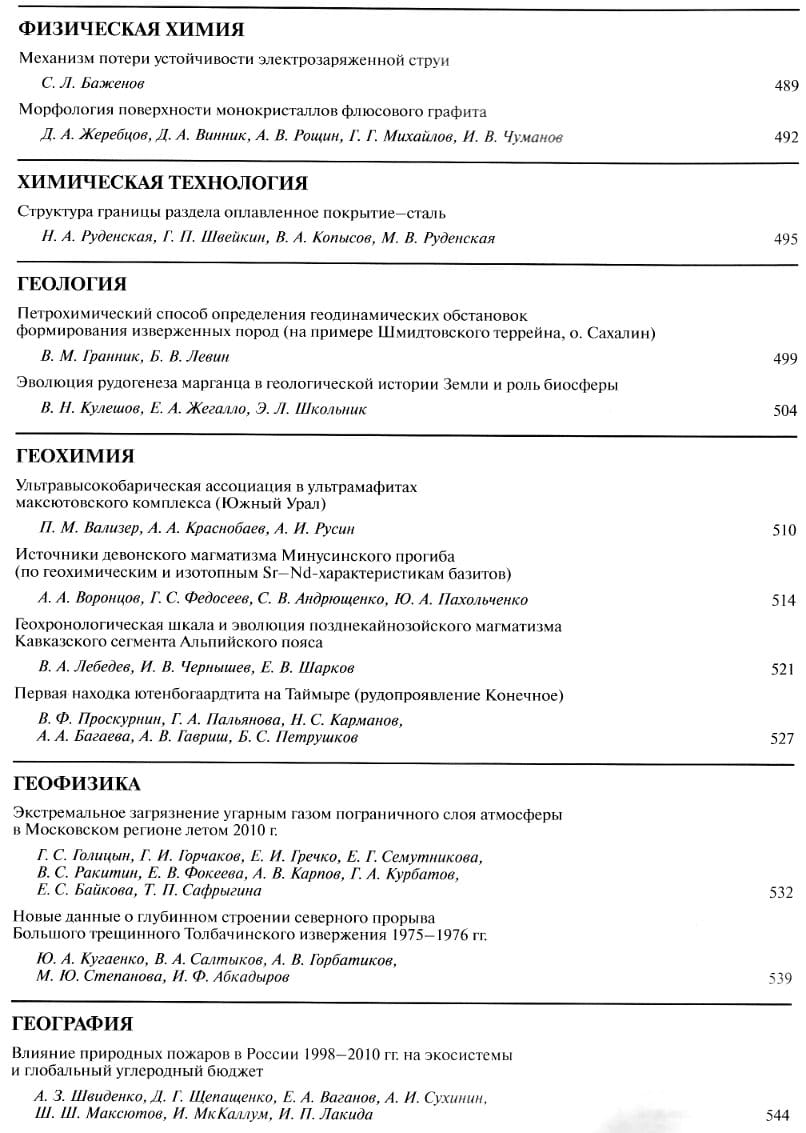 ФИЗИЧЕСКАЯ ХИМИЯ
Механизм потери устойчивости электрозаряженной струи
С. Л. Баженов 489
Морфология поверхности монокристаллов флюсового графита
Д. А. Жеребцов, Д. А. Винник, А. В. Рощин, Г. Г. Михайлов, И. В. Чуманов 492
ХИМИЧЕСКАЯ ТЕХНОЛОГИЯ
Структура границы раздела оплавленное покрытие–сталь
Н. А. Руденская, Г. П. Швейкин, В. А. Копысов, М. В. Руденская 495
ГЕОЛОГИЯ
Петрохимический способ определения геодинамических обстановок
формирования изверженных пород (на примере Шмидтовского террейна, о. Сахалин)
В. М. Гранник, Б. В. Левин 499
Эволюция рудогенеза марганца в геологической истории Земли и роль биосферы
В. Н. Кулешов, Е. А. Жегалло, Э. Л. Школьник 504
ГЕОХИМИЯ
Ультравысокобарическая ассоциация в ультрамафитах
максютовского комплекса (Южный Урал)
П. М. Вализер, А. А. Краснобаев, А. И. Русин 510
Источники девонского магматизма Минусинского прогиба
(по геохимическим и изотопным Sr–Nd-характеристикам базитов)
А. А. Воронцов, Г. С. Федосеев, С. В. Андрющенко, Ю. А. Пахольченко 514
Геохронологическая шкала и эволюция позднекайнозойского магматизма
Кавказского сегмента Альпийского пояса
В. А. Лебедев, И. В. Чернышев, Е. В. Шарков 521
Первая находка ютенбогаардтита на Таймыре (рудопроявление Конечное)
В. Ф. Проскурнин, Г. А. Пальянова, Н. С. Карманов,
А. А. Багаева, А. В. Гавриш, Б. С. Петрушков 527
ГЕОФИЗИКА
Экстремальное загрязнение угарным газом пограничного слоя атмосферы
в Московском регионе летом 2010 г.
Г. С. Голицын, Г. И. Горчаков, Е. И. Гречко, Е. Г. Семутникова,
В. С. Ракитин, Е. В. Фокеева, А. В. Карпов, Г. А. Курбатов,
Е. С. Байкова, Т. П. Сафрыгина 532
Новые данные о глубинном строении северного прорыва
Большого трещинного Толбачинского извержения 1975–1976 гг.
Ю. А. Кугаенко, В. А. Салтыков, А. В. Горбатиков,
М. Ю. Степанова, И. Ф. Абкадыров 539
ГЕОГРАФИЯ
Влияние природных пожаров в России 1998–2010 гг. на экосистемы
и глобальный углеродный бюджет
А. З. Швиденко, Д. Г. Щепащенко, Е. А. Ваганов, А. И. Сухинин,
Ш. Ш. Максютов, И. МкКаллум, И. П. Лакида 544